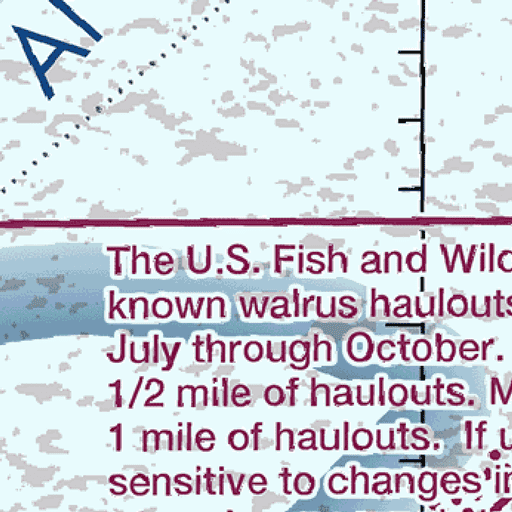 The U.S. Fish and Wild
known walrus haulouts
July through October.
1/2 mile of haulouts. M
1 mile of haulouts. If u
sensitive to changes in